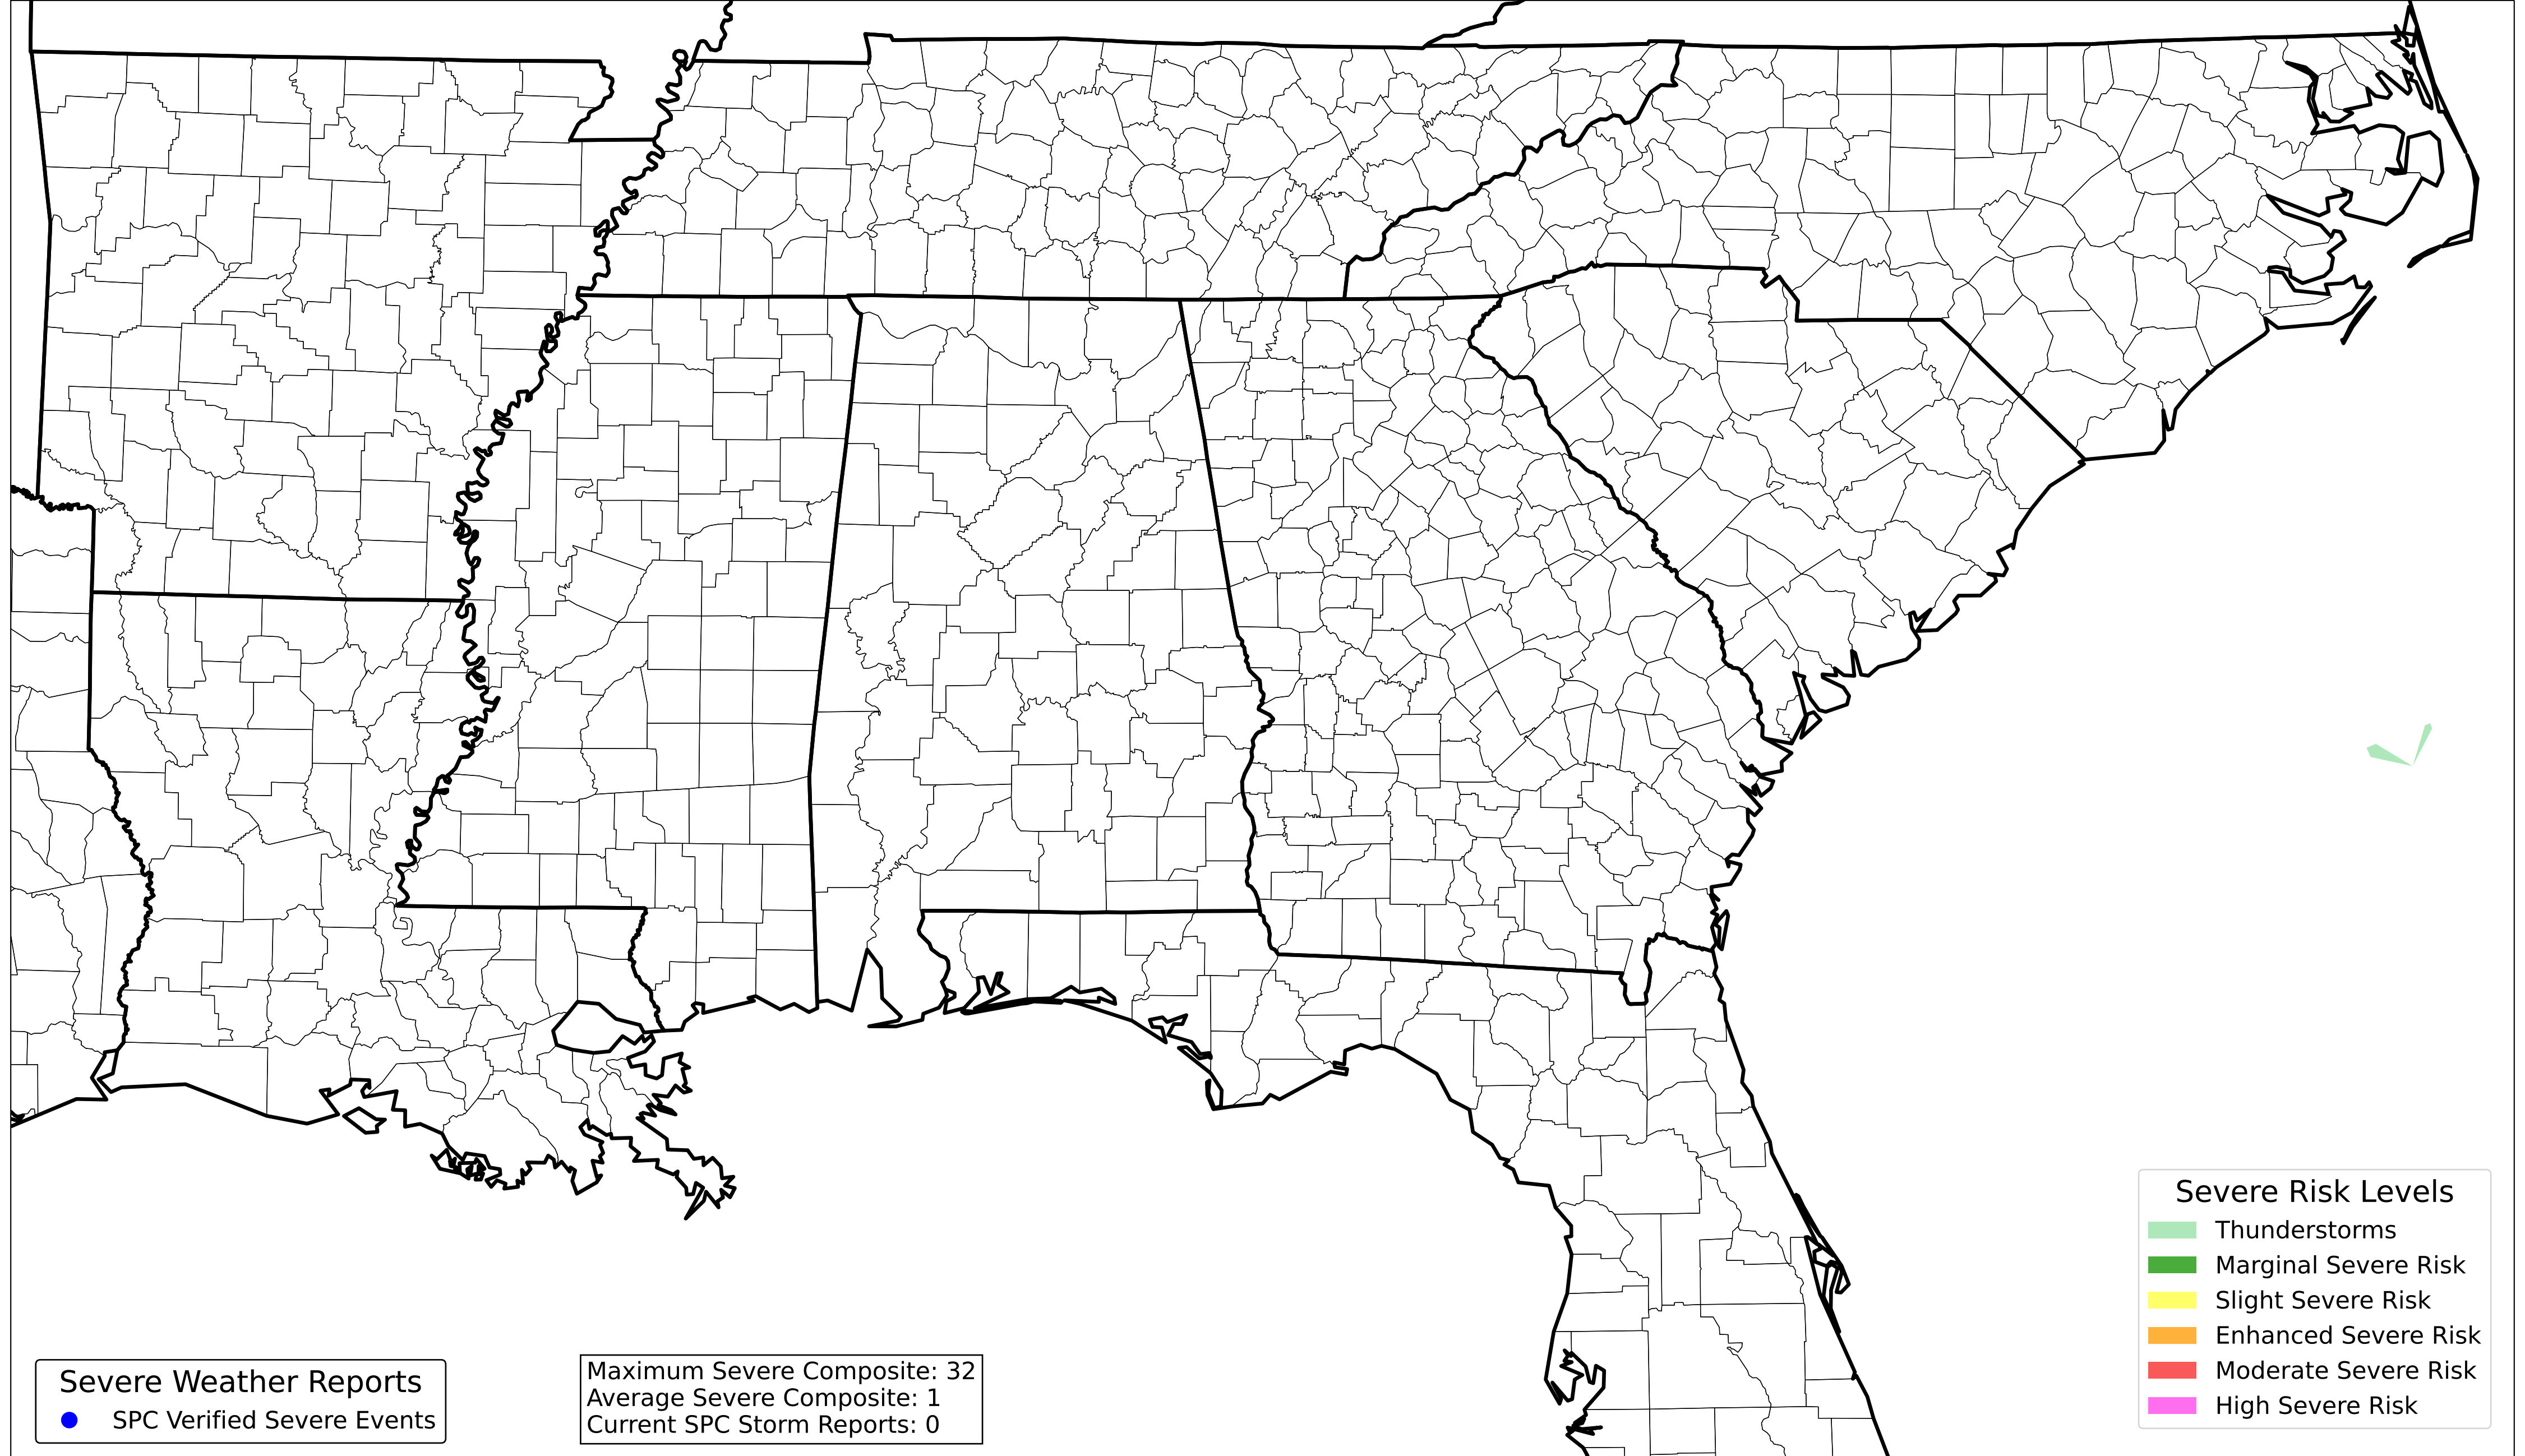 Severe Risk Levels
Thunderstorms
Marginal Severe Risk
Slight Severe Risk
Enhanced Severe Risk
Moderate Severe Risk
High Severe Risk
Severe Weather Reports
SPC Verified Severe Events
Maximum Severe Composite: 32
Average Severe Composite: 1
Current SPC Storm Reports: 0